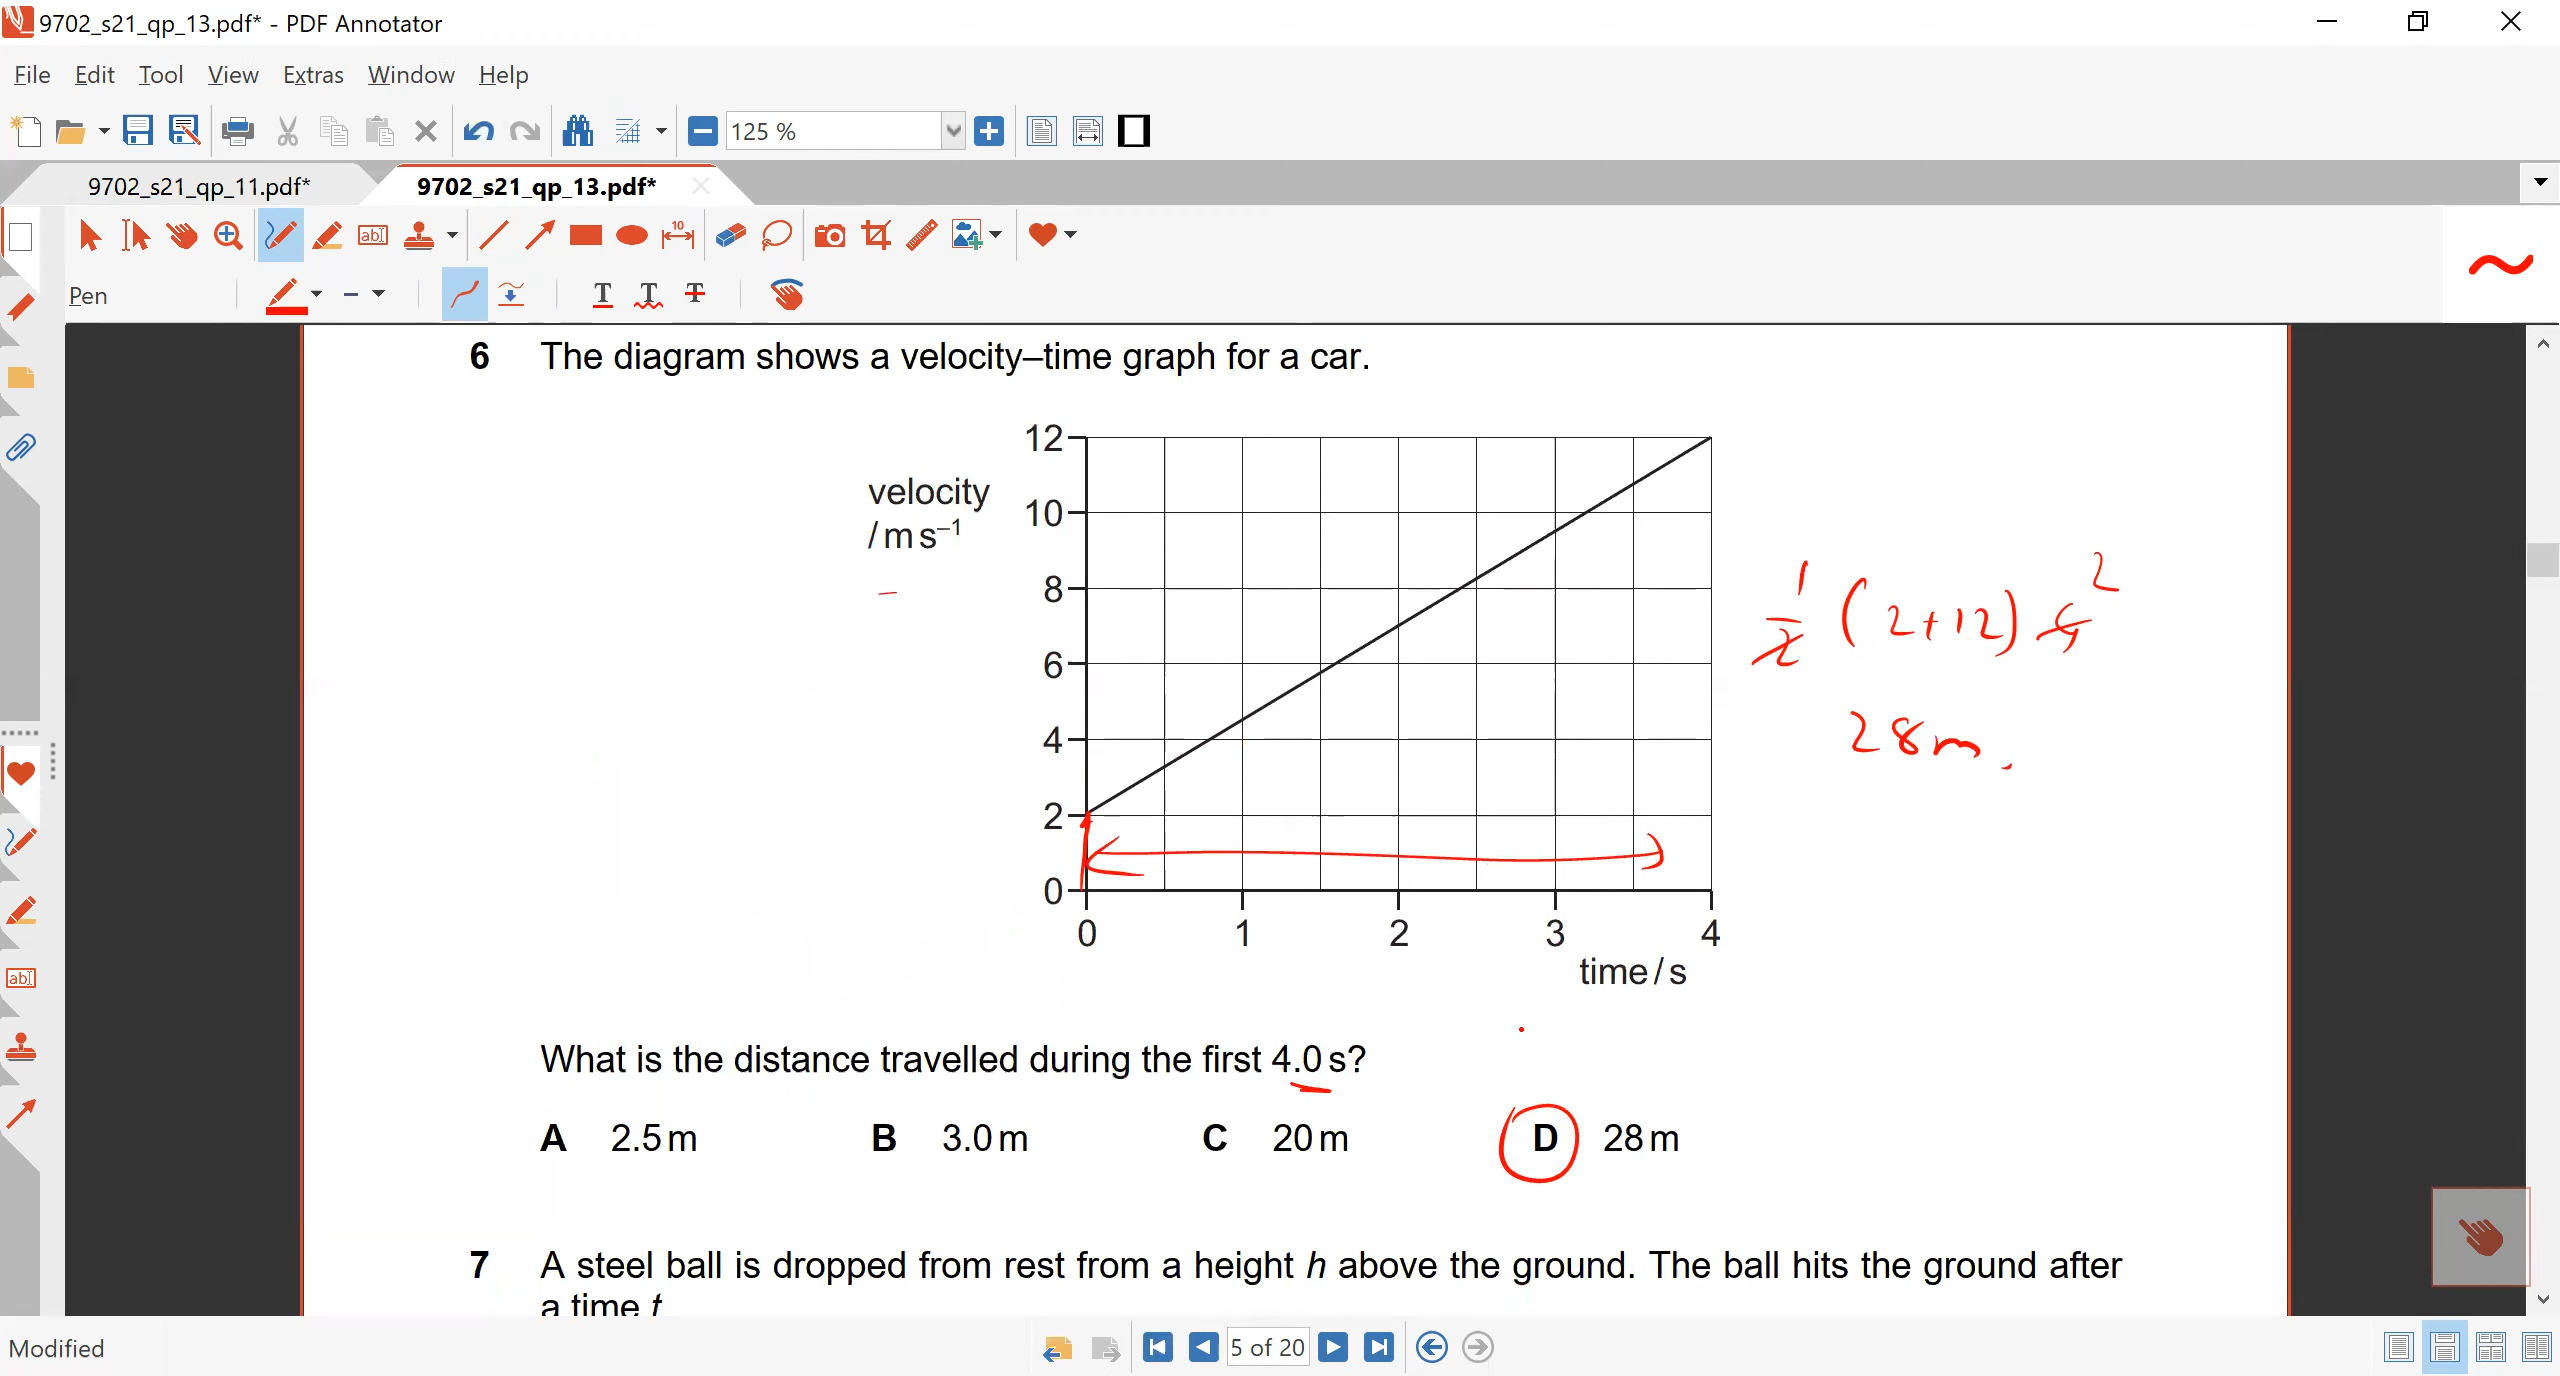 9702_s21_qp_13.pdf* - PDF Annotator
File Edit Tool View Extras Window Help
125 %
9702_s21_qp_11.pdf* 9702_s21_qp_13.pdf*
Pen
6 The diagram shows a velocity–time graph for a car.
velocity
/ m s⁻¹
12
10
8
6
4
2
0
0 1 2 3 4
time / s
1/2 (2+12) 4 2
28m.
What is the distance travelled during the first 4.0 s?
A 2.5 m B 3.0 m C 20 m D 28 m
7 A steel ball is dropped from rest from a height h above the ground. The ball hits the ground after
a time t
Modified
5 of 20